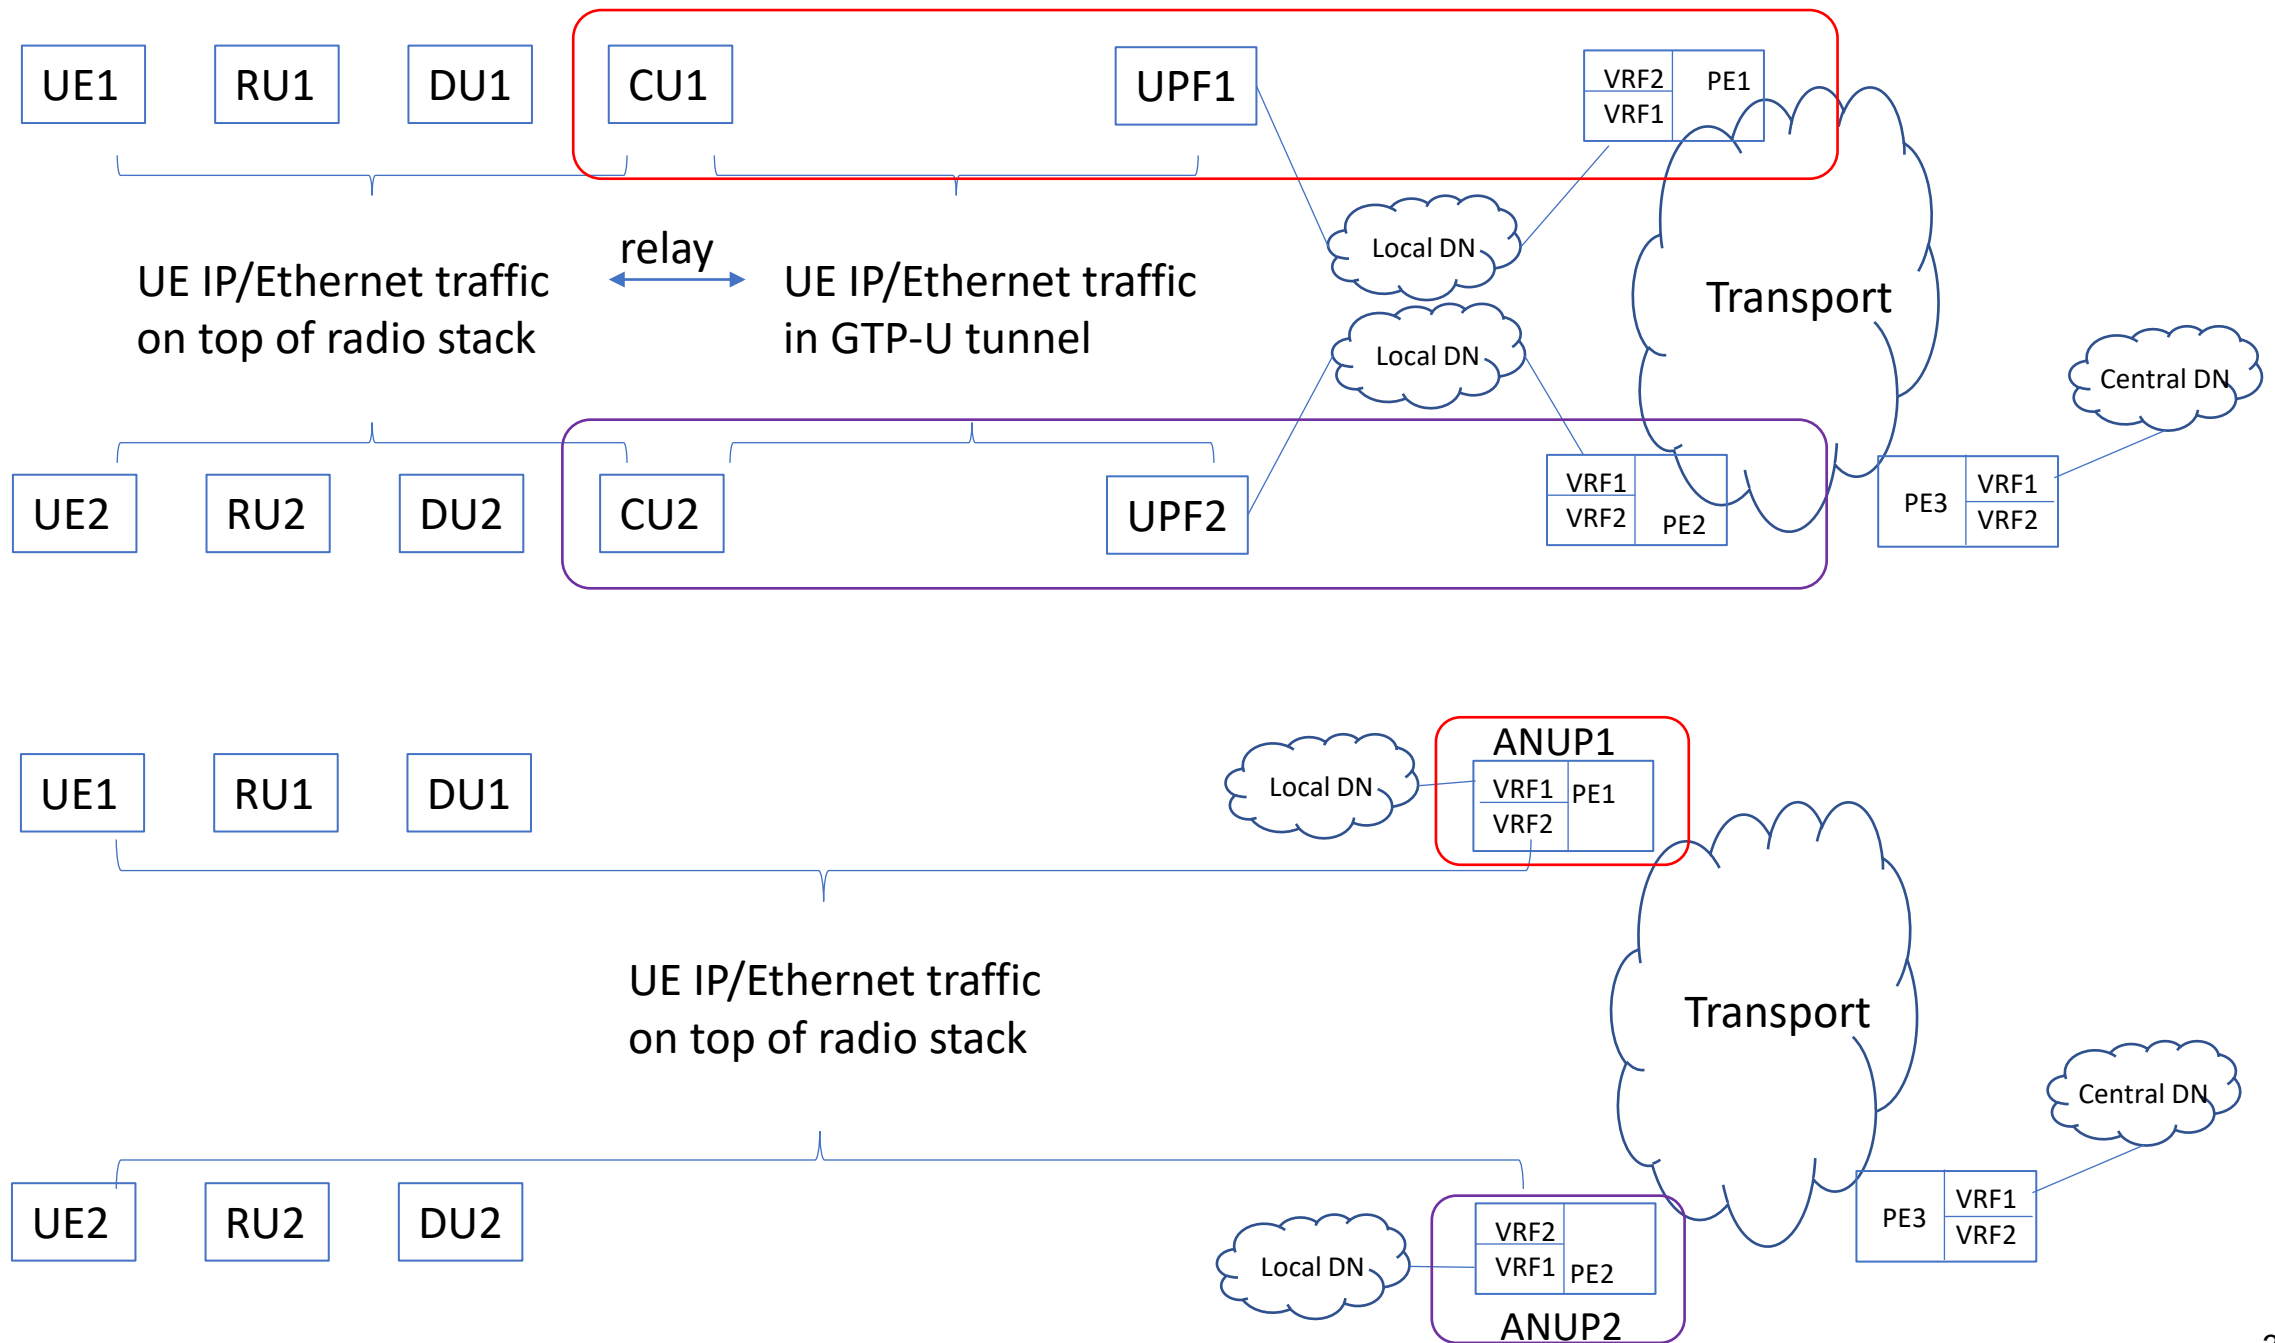 UE1
RU1
DU1
CU1
UPF1
VRF2
PE1
VRF1
relay
Local DN
UE IP/Ethernet traffic
on top of radio stack
UE IP/Ethernet traffic
in GTP-U tunnel
Transport
Local DN
Central DN
UE2
RU2
DU2
CU2
UPF2
VRF1
VRF2
PE2
PE3
VRF1
VRF2
ANUP1
UE1
RU1
DU1
Local DN
VRF1
PE1
VRF2
UE IP/Ethernet traffic
on top of radio stack
Transport
Central DN
UE2
RU2
DU2
Local DN
VRF2
VRF1
PE2
PE3
VRF1
VRF2
ANUP2